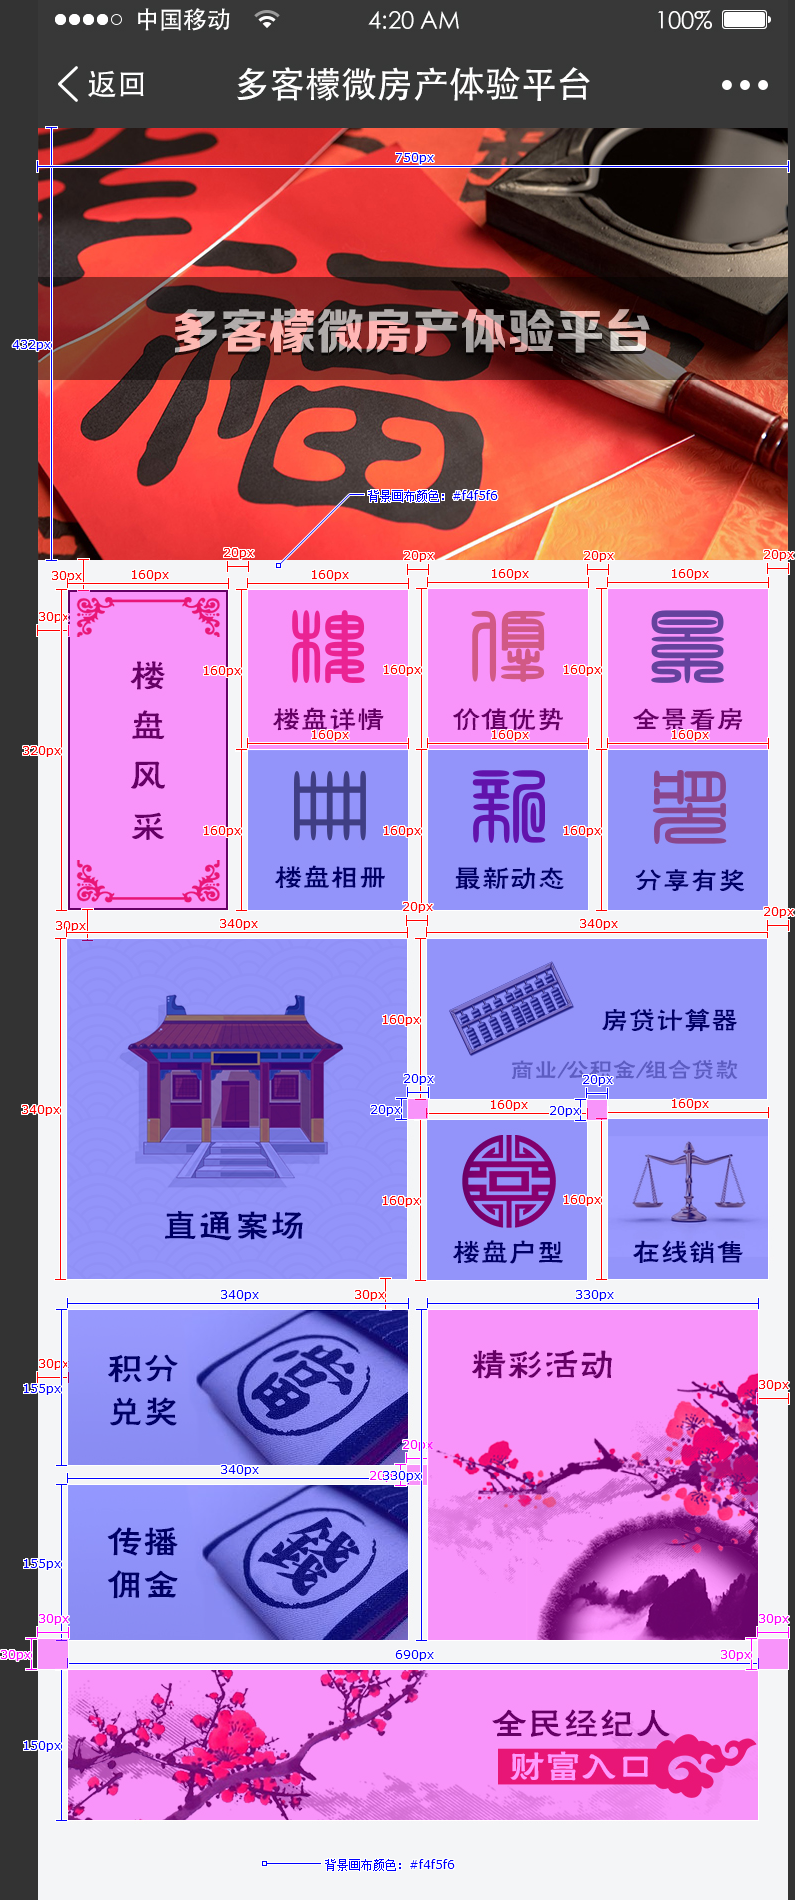 中国移动
4:20 AM
100%
返回
多客檬微房产体验平台
750px
多客檬微房产体验平台
432px
背景画布颜色：#f4f5f6
20px
20px
20px
20px
30px
160px
160px
160px
160px
30px
楼盘风采
320px
160px
楼
楼盘详情
160px
優
价值优势
160px
景
全景看房
160px
160px
160px
160px
楼盘相册
160px
新
最新动态
160px
分享有奖
20px
20px
30px
340px
340px
340px
直通案场
160px
房贷计算器
商业/公积金/组合贷款
20px
20px
20px
160px
20px
160px
160px
楼盘户型
160px
在线销售
340px
30px
330px
30px
155px
积分
兑奖
當
精彩活动
30px
20px
340px
20
330px
155px
传播
佣金
錢
30px
30px
30px
690px
30px
150px
全民经纪人
财富入口
背景画布颜色：#f4f5f6